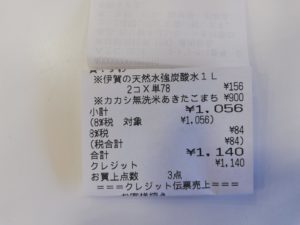 ※伊賀の天然水強炭酸水1L
2コX単78 ¥156
※カカシ無洗米あきたこまち ¥900
小計 ¥1,056
(8%税 対象 ¥1,056)
8%税 ¥84
(税合計 ¥84)
合計 ¥1,140
クレジット ¥1,140
お買上点数 3点
===クレジット伝票売上===